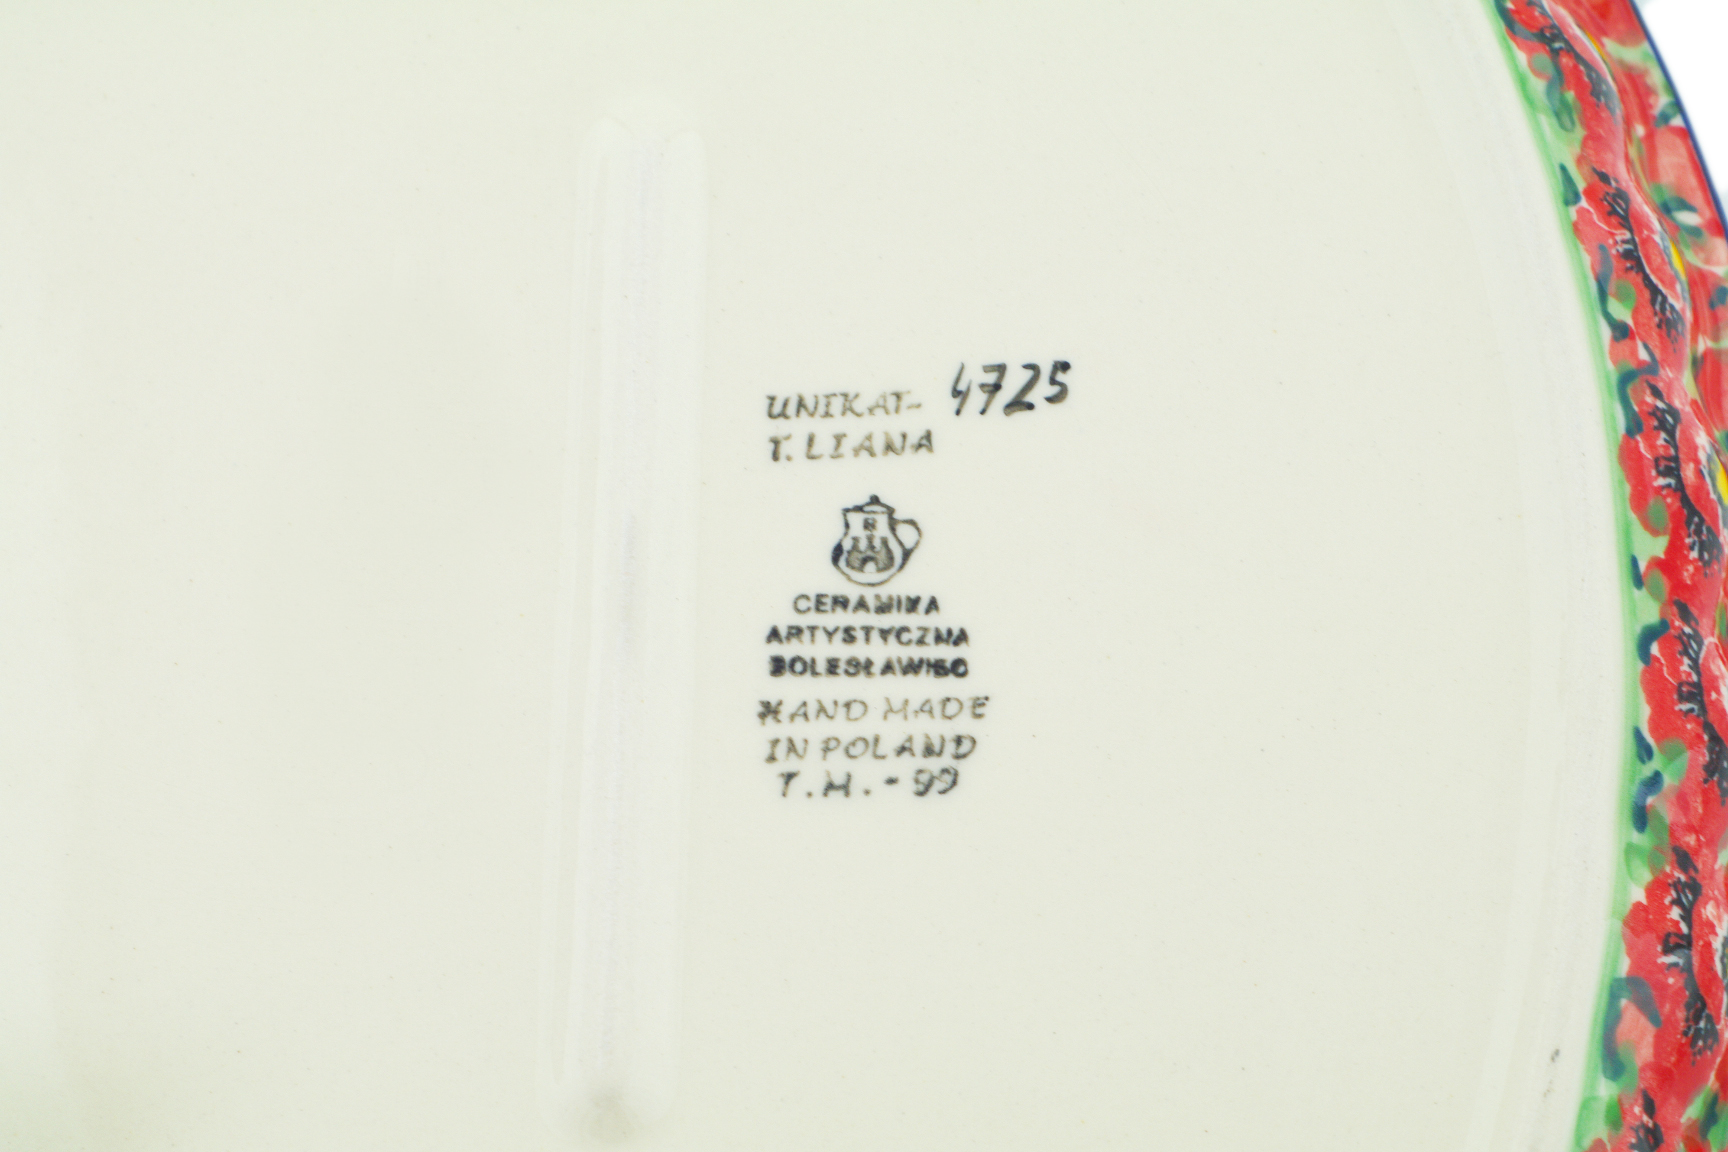 UNIKAT- 4725
T. LIANA
CERAMIKA
ARTYSTYCZNA
BOLESŁAWIEC
HAND MADE
IN POLAND
T.M.-99